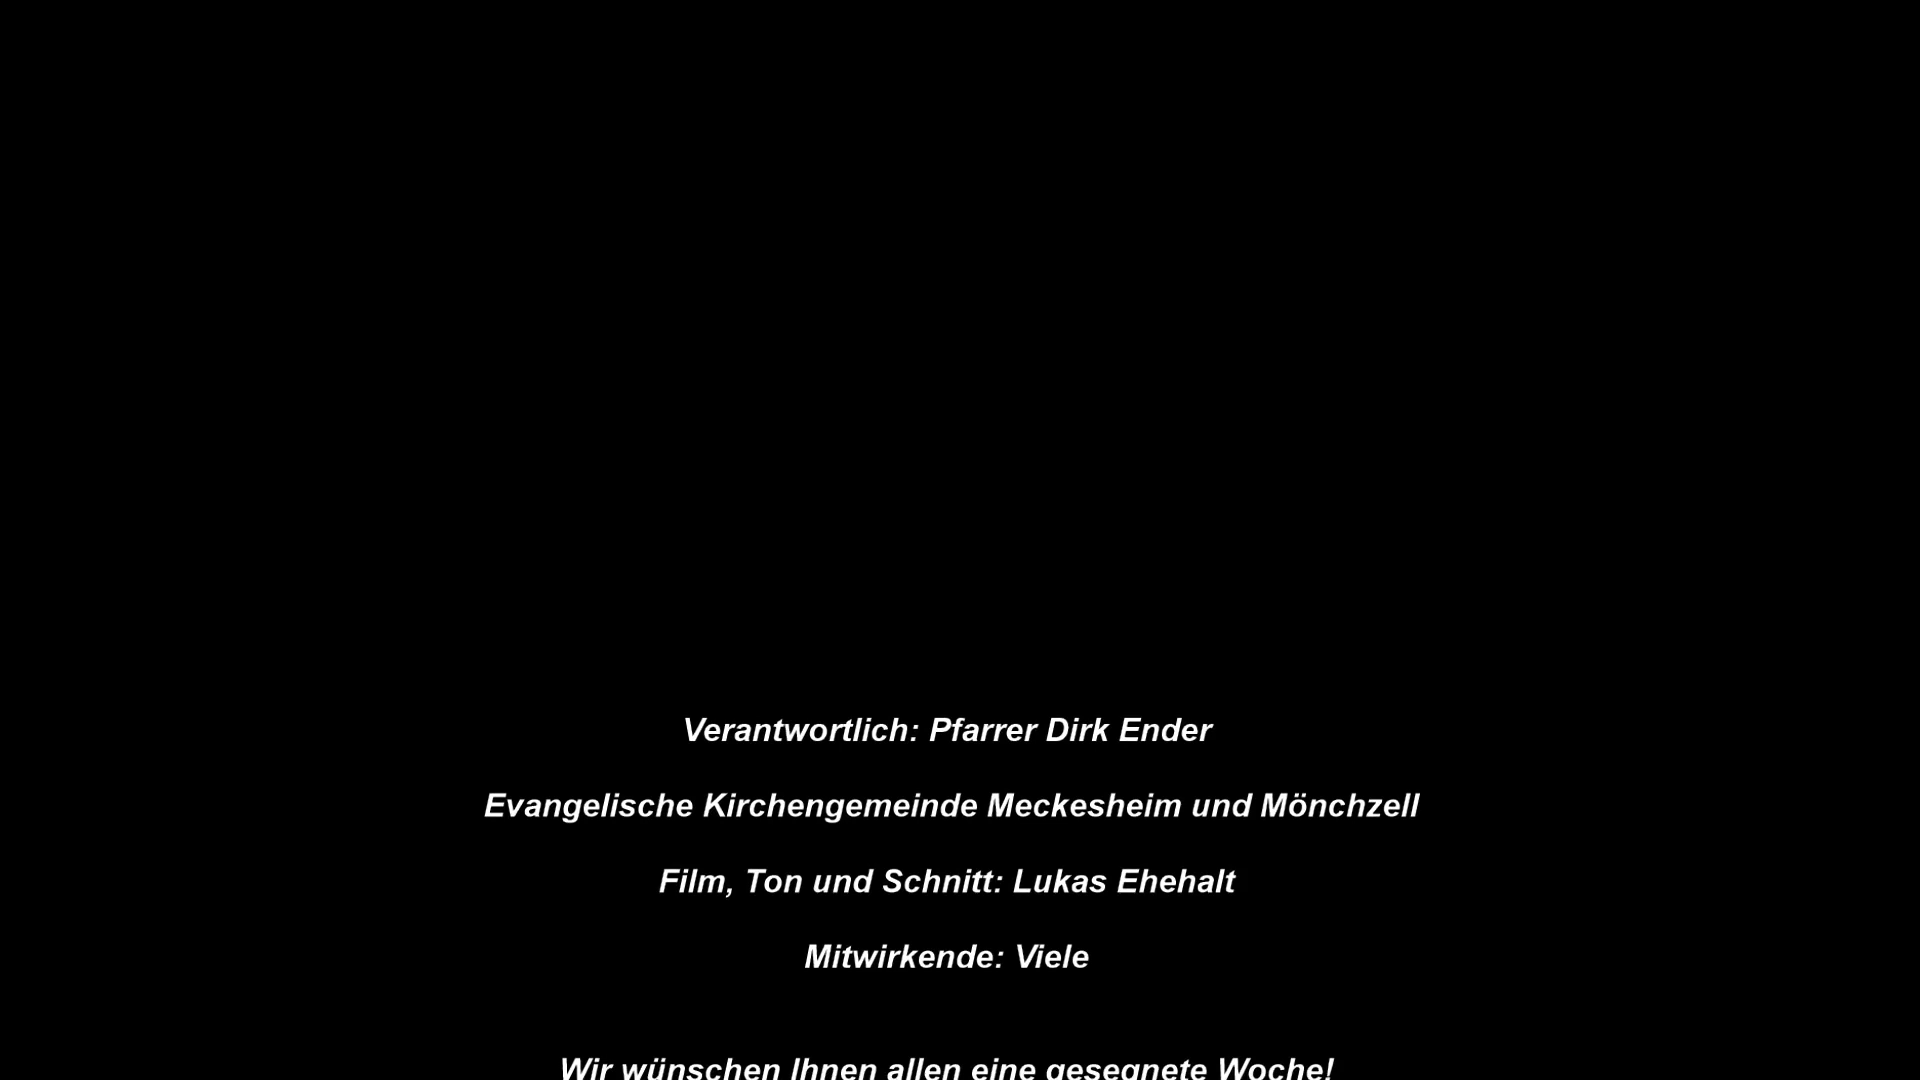 Verantwortlich: Pfarrer Dirk Ender
Evangelische Kirchengemeinde Meckesheim und Mönchzell
Film, Ton und Schnitt: Lukas Ehehalt
Mitwirkende: Viele
Wir wünschen Ihnen allen eine gesegnete Woche!